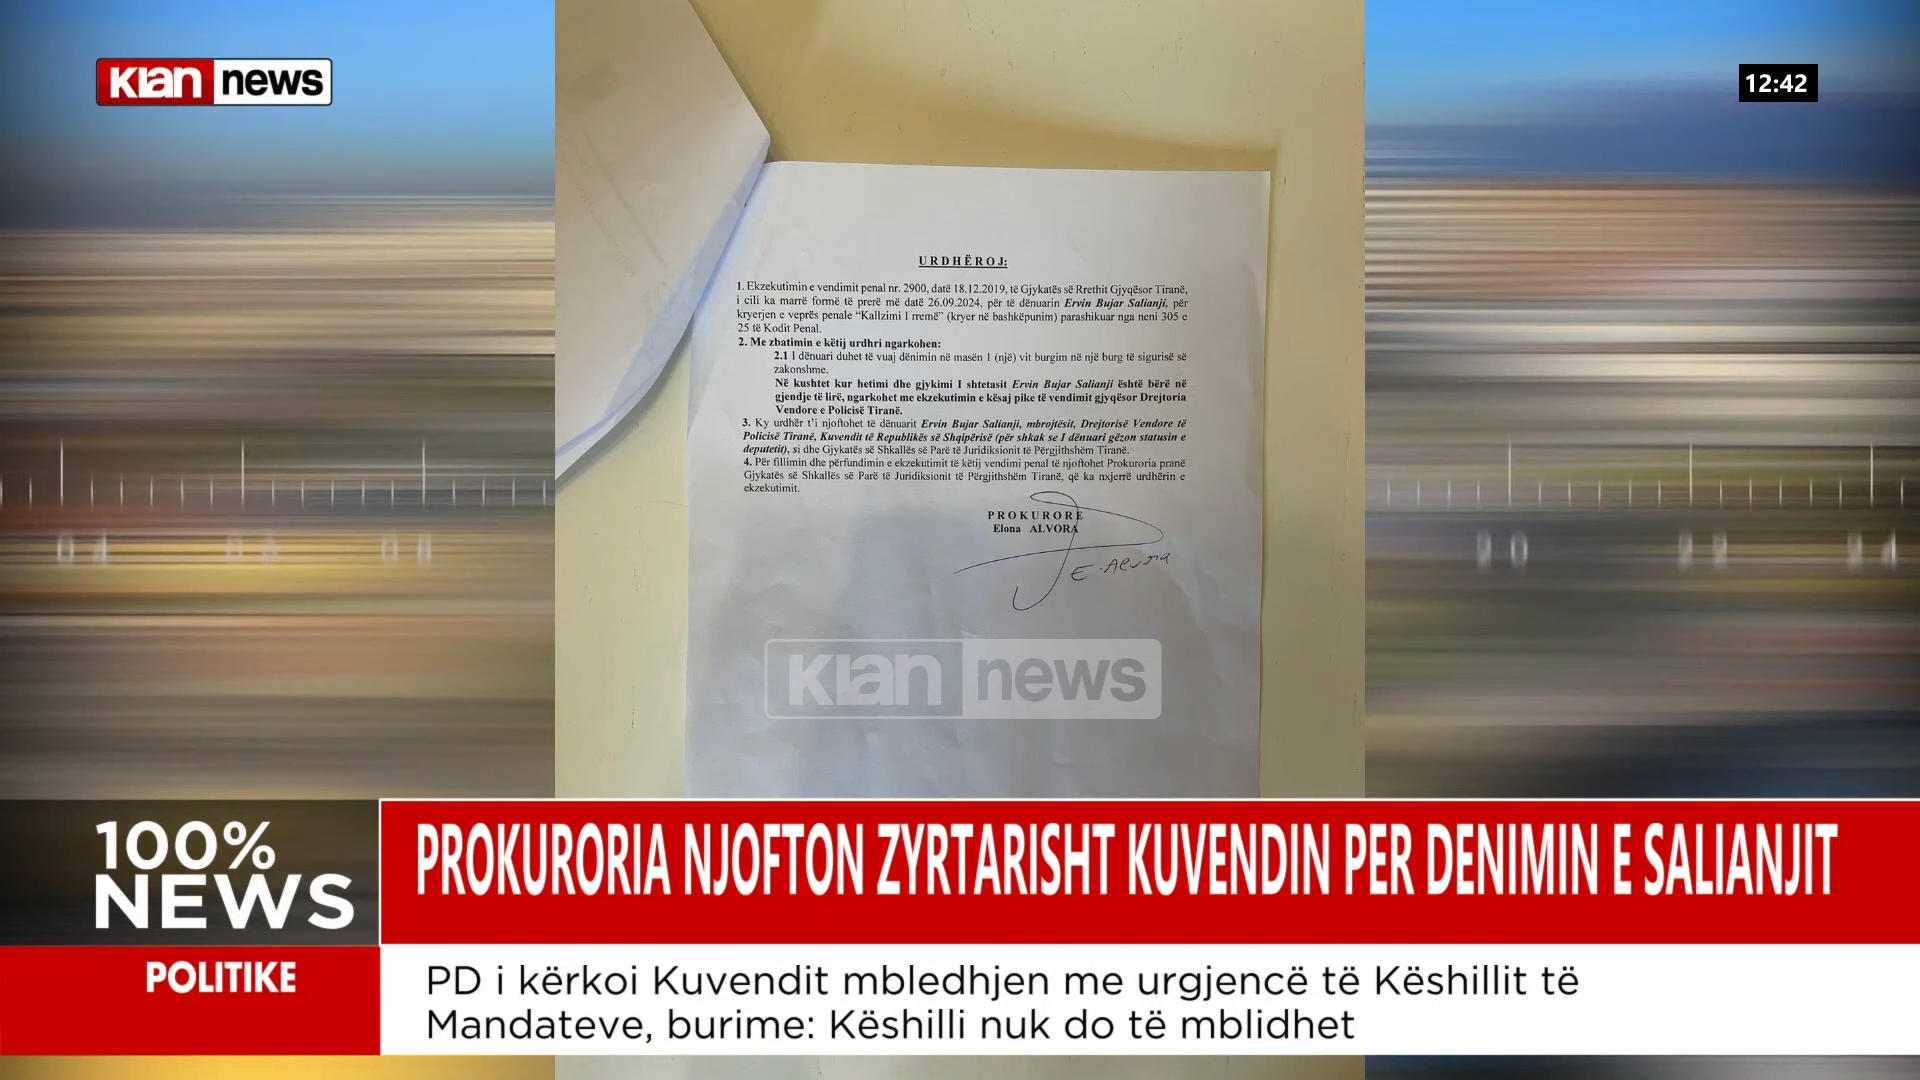 Klan news
12:42
URDHËROJ:
1. Ekzekutimin e vendimit penal nr. 2900, datë 18.12.2019, të Gjykatës së Rrethit Gjyqësor Tiranë,
i cili ka marrë formë të prerë më datë 26.09.2024, për të dënuarin Ervin Bujar Salianji, për
kryerjen e veprës penale “Kallzimi I rremë” (kryer në bashkëpunim) parashikuar nga neni 305 e
25 të Kodit Penal.
2. Me zbatimin e këtij urdhri ngarkohen:
2.1 I dënuari duhet të vuaj dënimin në masën 1 (një) vit burgim në një burg të sigurisë së
zakonshme.
Në kushtet kur hetimi dhe gjykimi I shtetasit Ervin Bujar Salianji është bërë në
gjendje të lirë, ngarkohet me ekzekutimin e kësaj pike të vendimit gjyqësor Drejtoria
Vendore e Policisë Tiranë.
3. Ky urdhër t’i njoftohet të dënuarit Ervin Bujar Salianji, mbrojtësit, Drejtorisë Vendore të
Policisë Tiranë, Kuvendit të Republikës së Shqipërisë (për shkak se I dënuari gëzon statusin e
deputetit), si dhe Gjykatës së Shkallës së Parë të Juridiksionit të Përgjithshëm Tiranë.
4. Për fillimin dhe përfundimin e ekzekutimit të këtij vendimi penal të njoftohet Prokuroria pranë
Gjykatës së Shkallës së Parë të Juridiksionit të Përgjithshëm Tiranë, që ka nxjerrë urdhërin e
ekzekutimit.
PROKURORE
Elona ALVORA
E. Alvora
Klan news
04 06 08
20 22 24
100%
NEWS
PROKURORIA NJOFTON ZYRTARISHT KUVENDIN PER DENIMIN E SALIANJIT
POLITIKE
PD i kërkoi Kuvendit mbledhjen me urgjencë të Këshillit të
Mandateve, burime: Këshilli nuk do të mblidhet